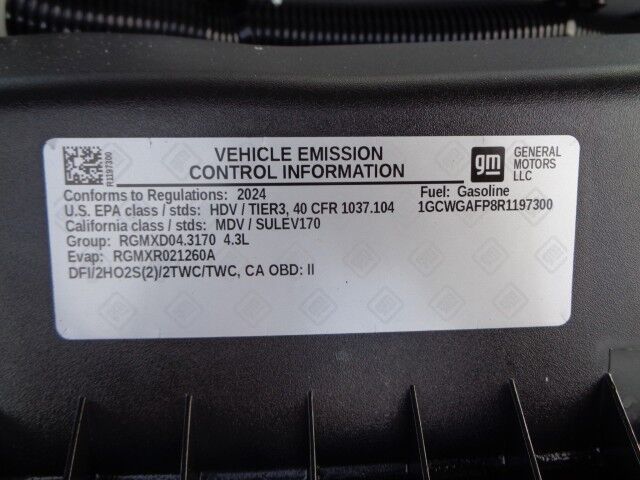 R1197300
VEHICLE EMISSION
CONTROL INFORMATION
gm
GENERAL
MOTORS
LLC
Conforms to Regulations: 2024
Fuel: Gasoline
U.S. EPA class / stds: HDV / TIER3, 40 CFR 1037.104
1GCWGAFP8R1197300
California class / stds: MDV / SULEV170
Group: RGMXD04.3170 4.3L
Evap: RGMXR021260A
DFI/2HO2S(2)/2TWC/TWC, CA OBD: II